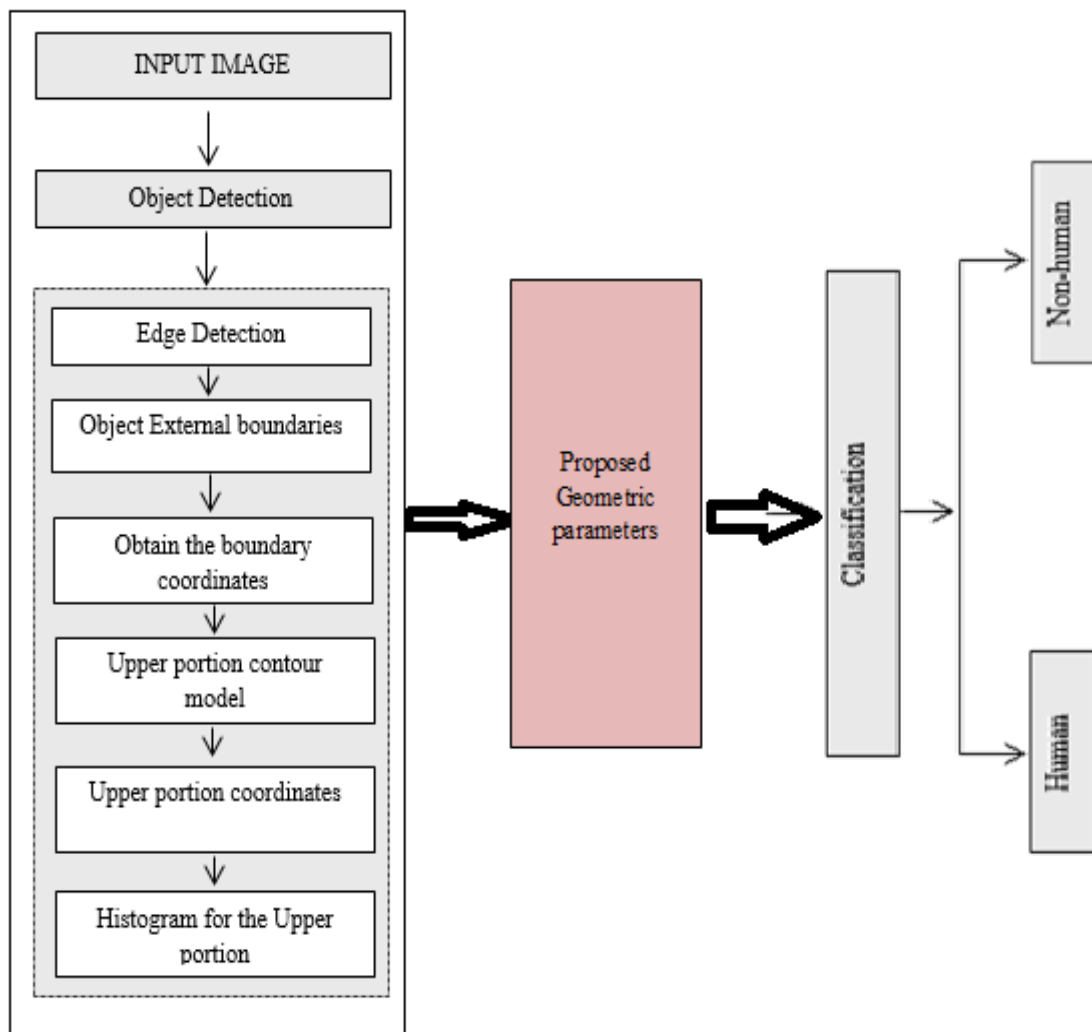 INPUT IMAGE
Object Detection
Edge Detection
Object External boundaries
Obtain the boundary
coordinates
Upper portion contour
model
Upper portion coordinates
Histogram for the Upper
portion
Proposed
Geometric
parameters
Classification
Non-human
Human